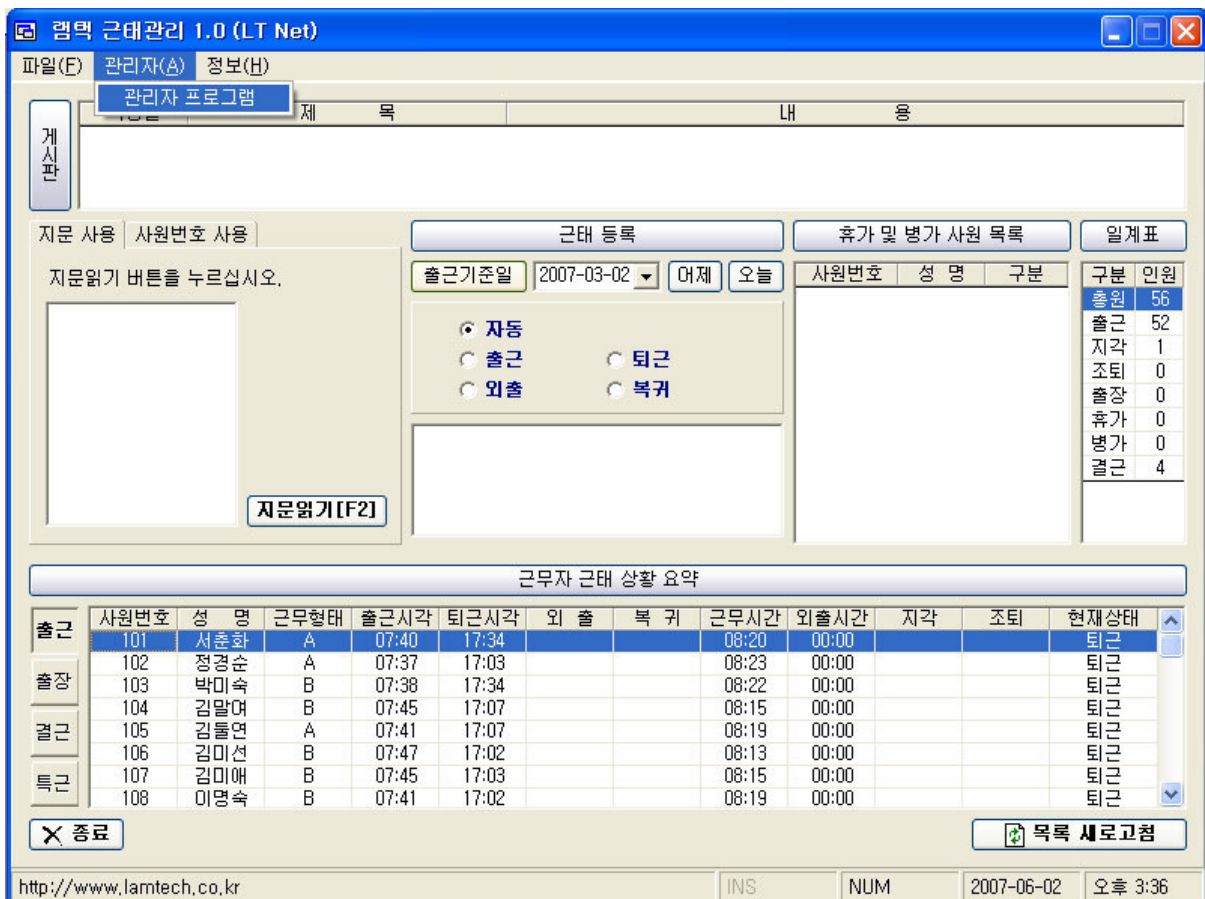 램택 근태관리 1.0 (LT Net)
파일(F) 관리자(A) 정보(H)
관리자 프로그램
제 목 내 용
게시판
지문 사용 사원번호 사용 근태 등록 휴가 및 병가 사원 목록 일계표
지문읽기 버튼을 누르십시오.
출근기준일 2007-03-02 어제 오늘 사원번호 성 명 구분 구분 인원
총원 56
자동
출근 52
출근 퇴근
지각 1
조퇴 0
외출 복귀
출장 0
휴가 0
병가 0
결근 4
지문읽기[F2]
근무자 근태 상황 요약
출근
출장
결근
특근
사원번호 성 명 근무형태 출근시각 퇴근시각 외 출 복 귀 근무시간 외출시간 지각 조퇴 현재상태
101 서춘화 A 07:40 17:34 08:20 00:00 퇴근
102 정경순 A 07:37 17:03 08:23 00:00 퇴근
103 박미숙 B 07:38 17:34 08:22 00:00 퇴근
104 김말여 B 07:45 17:07 08:15 00:00 퇴근
105 김둘연 A 07:41 17:07 08:19 00:00 퇴근
106 김미선 B 07:47 17:02 08:13 00:00 퇴근
107 김미애 B 07:45 17:03 08:15 00:00 퇴근
108 이명숙 B 07:41 17:02 08:19 00:00 퇴근
종료 목록 새로고침
http://www.lamtech.co.kr INS NUM 2007-06-02 오후 3:36